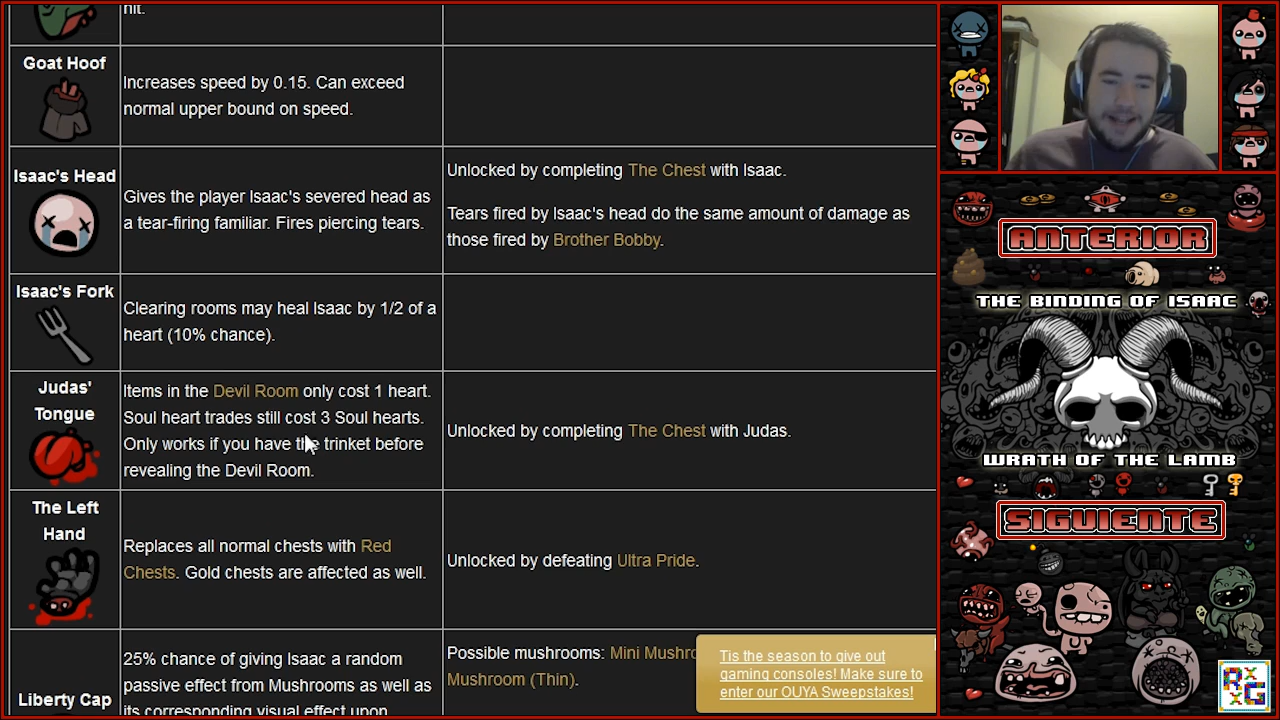 hit.
Goat Hoof
Increases speed by 0.15. Can exceed
normal upper bound on speed.
Isaac's Head
Gives the player Isaac's severed head as
a tear-firing familiar. Fires piercing tears.
Unlocked by completing The Chest with Isaac.
Tears fired by Isaac's head do the same amount of damage as
those fired by Brother Bobby.
Isaac's Fork
Clearing rooms may heal Isaac by 1/2 of a
heart (10% chance).
Judas'
Tongue
Items in the Devil Room only cost 1 heart.
Soul heart trades still cost 3 Soul hearts.
Only works if you have the trinket before
revealing the Devil Room.
Unlocked by completing The Chest with Judas.
The Left
Hand
Replaces all normal chests with Red
Chests. Gold chests are affected as well.
Unlocked by defeating Ultra Pride.
Liberty Cap
25% chance of giving Isaac a random
passive effect from Mushrooms as well as
its corresponding visual effect upon
Possible mushrooms: Mini Mushro
Mushroom (Thin).
Tis the season to give out
gaming consoles! Make sure to
enter our OUYA Sweepstakes!
ANTERIOR
THE BINDING OF ISAAC
WRATH OF THE LAMB
SIGUIENTE
RxxG